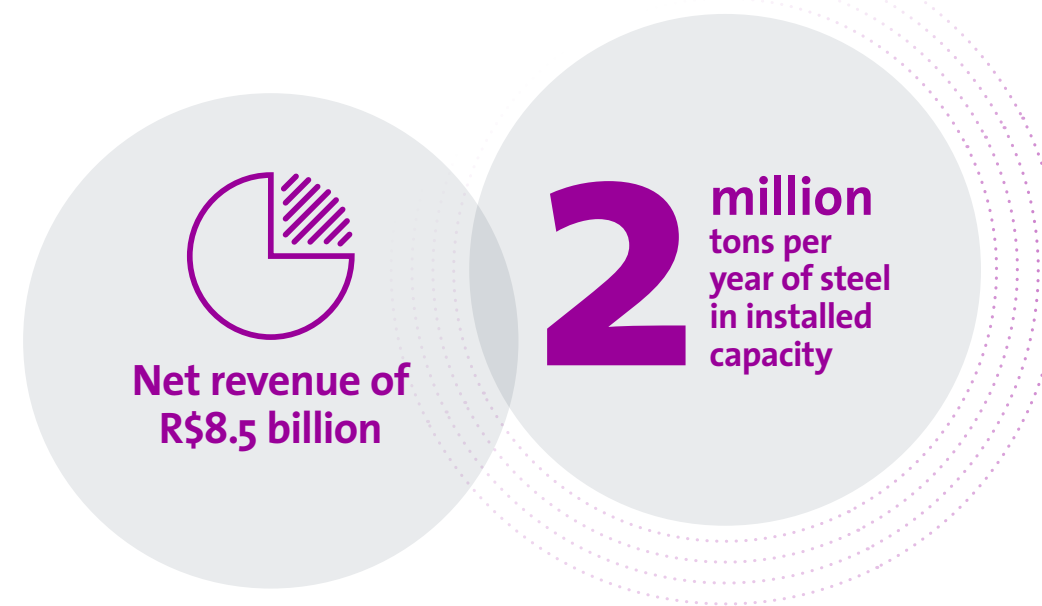 Net revenue of
R$8.5 billion
2
million
tons per
year of steel
in installed
capacity